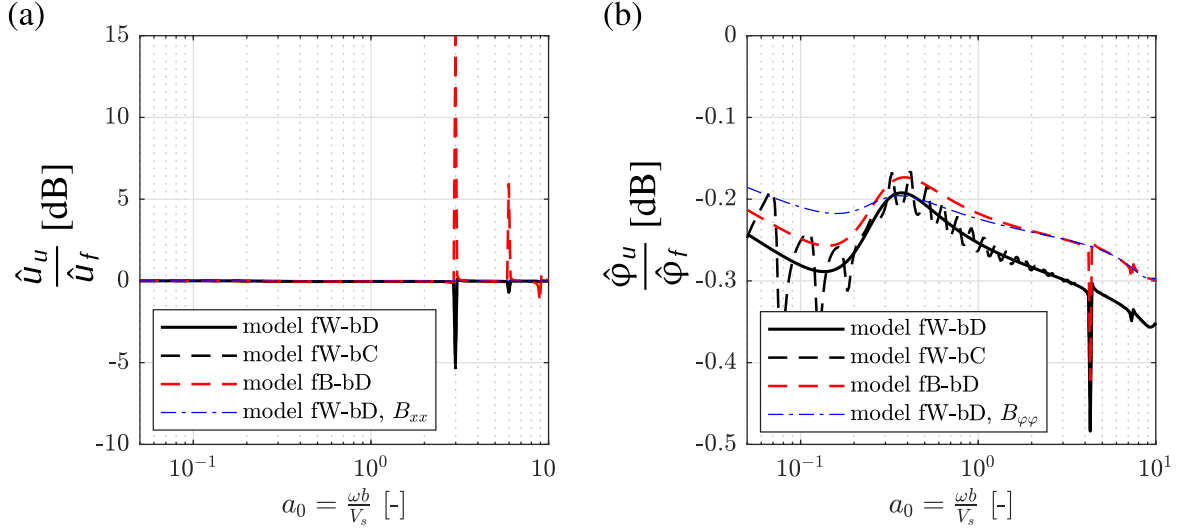 (a)
û_u / û_f [dB]
15
10
5
0
-5
-10
model fW-bD
model fW-bC
model fB-bD
model fW-bD, B_xx
10^-1
10^0
10
a_0 = ωb/V_s [-]
(b)
φ̂_u / φ̂_f [dB]
0
-0.1
-0.2
-0.3
-0.4
-0.5
model fW-bD
model fW-bC
model fB-bD
model fW-bD, B_φφ
10^-1
10^0
10^1
a_0 = ωb/V_s [-]